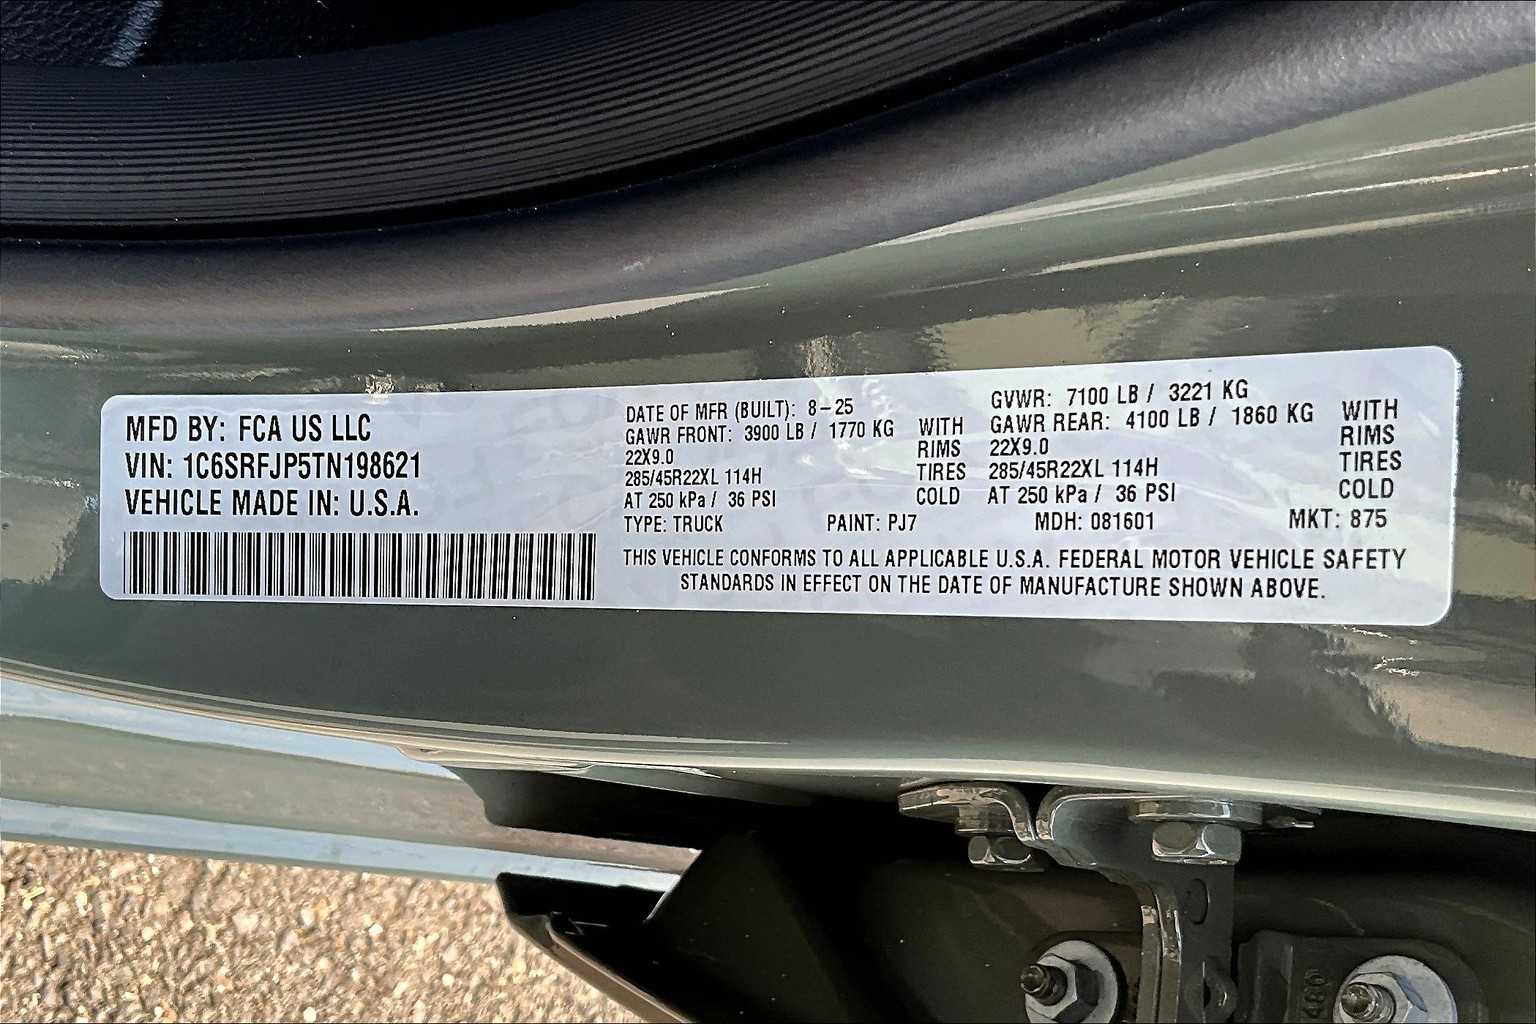 MFD BY: FCA US LLC
VIN: 1C6SRFJP5TN198621
VEHICLE MADE IN: U.S.A.
DATE OF MFR (BUILT): 8-25
GAWR FRONT: 3900 LB / 1770 KG WITH
22X9.0 RIMS
285/45R22XL 114H TIRES
AT 250 kPa / 36 PSI COLD
GVWR: 7100 LB / 3221 KG
GAWR REAR: 4100 LB / 1860 KG WITH
22X9.0 RIMS
285/45R22XL 114H TIRES
AT 250 kPa / 36 PSI COLD
TYPE: TRUCK PAINT: PJ7 MDH: 081601 MKT: 875
THIS VEHICLE CONFORMS TO ALL APPLICABLE U.S.A. FEDERAL MOTOR VEHICLE SAFETY
STANDARDS IN EFFECT ON THE DATE OF MANUFACTURE SHOWN ABOVE.